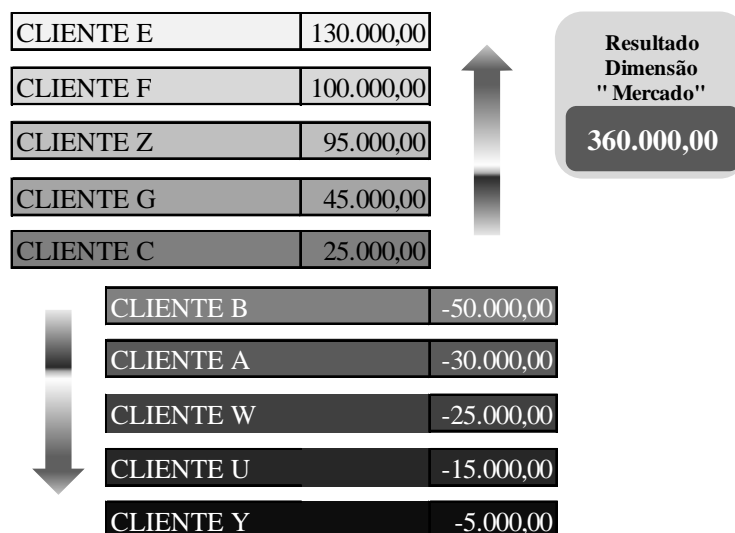 CLIENTE E 130.000,00
CLIENTE F 100.000,00
CLIENTE Z 95.000,00
CLIENTE G 45.000,00
CLIENTE C 25.000,00
Resultado
Dimensão
" Mercado"
360.000,00
CLIENTE B -50.000,00
CLIENTE A -30.000,00
CLIENTE W -25.000,00
CLIENTE U -15.000,00
CLIENTE Y -5.000,00